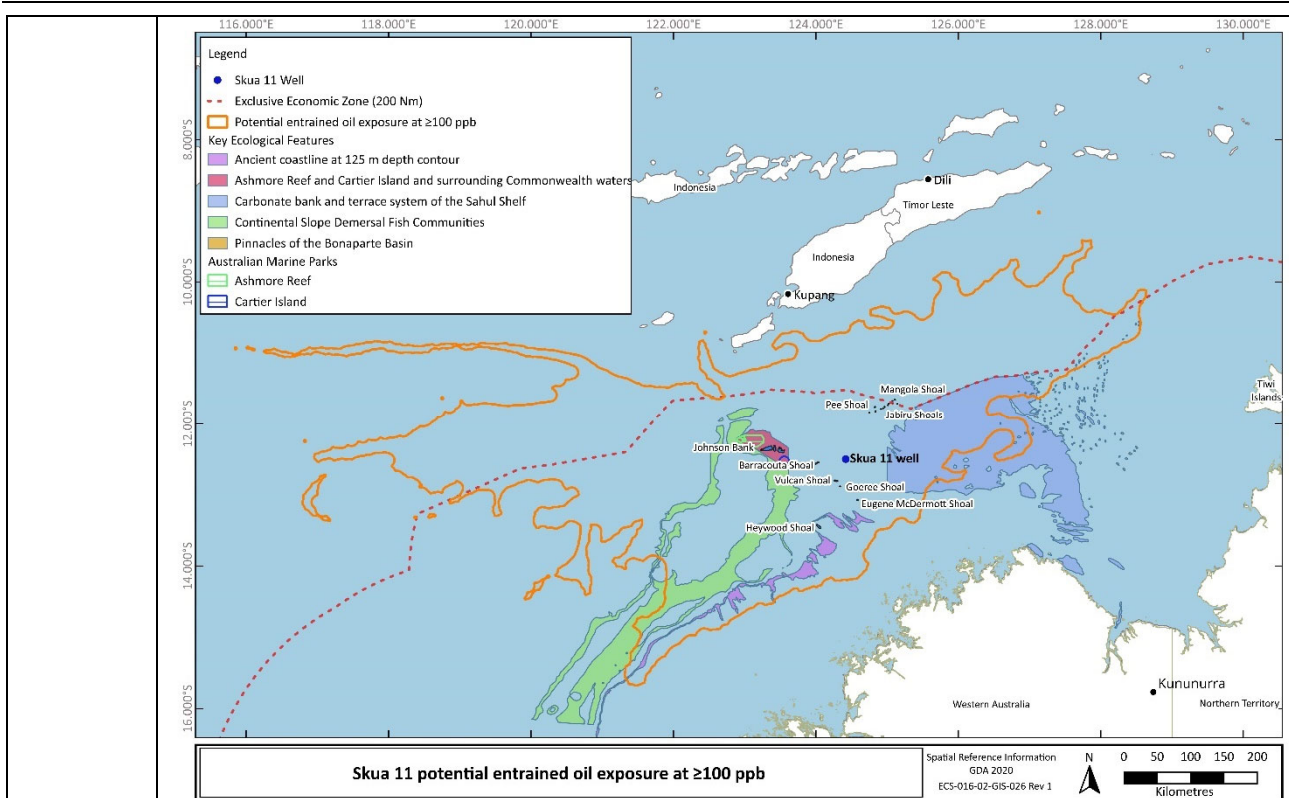 116.000°E 118.000°E 120.000°E 122.000°E 124.000°E 126.000°E 128.000°E 130.000°E
Legend
Skua 11 Well
Exclusive Economic Zone (200 Nm)
Potential entrained oil exposure at ≥100 ppb
Key Ecological Features
Ancient coastline at 125 m depth contour
Ashmore Reef and Cartier Island and surrounding Commonwealth waters
Carbonate bank and terrace system of the Sahul Shelf
Continental Slope Demersal Fish Communities
Pinnacles of the Bonaparte Basin
Australian Marine Parks
Ashmore Reef
Cartier Island
8.000°S
10.000°S
12.000°S
14.000°S
16.000°S
Indonesia
Dili
Timor Leste
Indonesia
Kupang
Tiwi
Islands
Mangola Shoal
Pee Shoal
Jabiru Shoals
Johnson Bank
Skua 11 well
Barracouta Shoal
Vulcan Shoal
Goeree Shoal
Eugene McDermott Shoal
Heywood Shoal
Kununurra
Western Australia
Northern Territory
Skua 11 potential entrained oil exposure at ≥100 ppb
Spatial Reference Information
GDA 2020
ECS-016-02-GIS-026 Rev 1
N
0 50 100 150 200
Kilometres